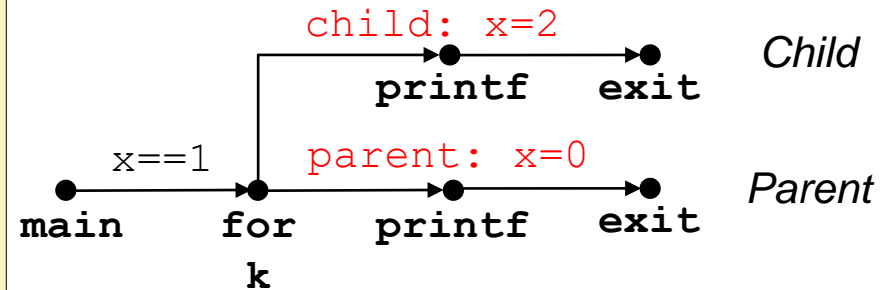 child: x=2
Child
printf exit
x==1
parent: x=0
Parent
main for printf exit
k